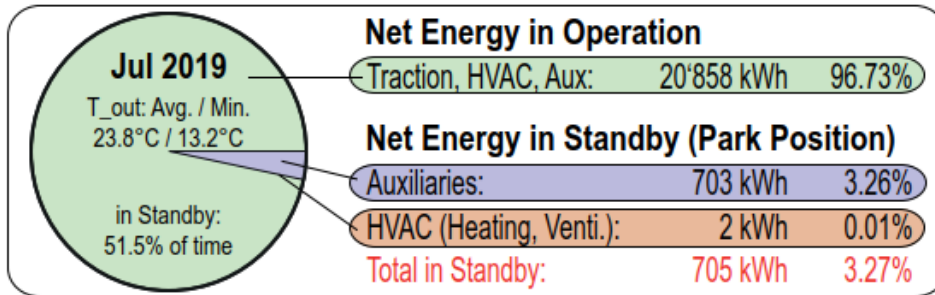 Jul 2019
T_out: Avg. / Min.
23.8°C / 13.2°C
in Standby:
51.5% of time
Net Energy in Operation
Traction, HVAC, Aux: 20‘858 kWh 96.73%
Net Energy in Standby (Park Position)
Auxiliaries: 703 kWh 3.26%
HVAC (Heating, Venti.): 2 kWh 0.01%
Total in Standby: 705 kWh 3.27%